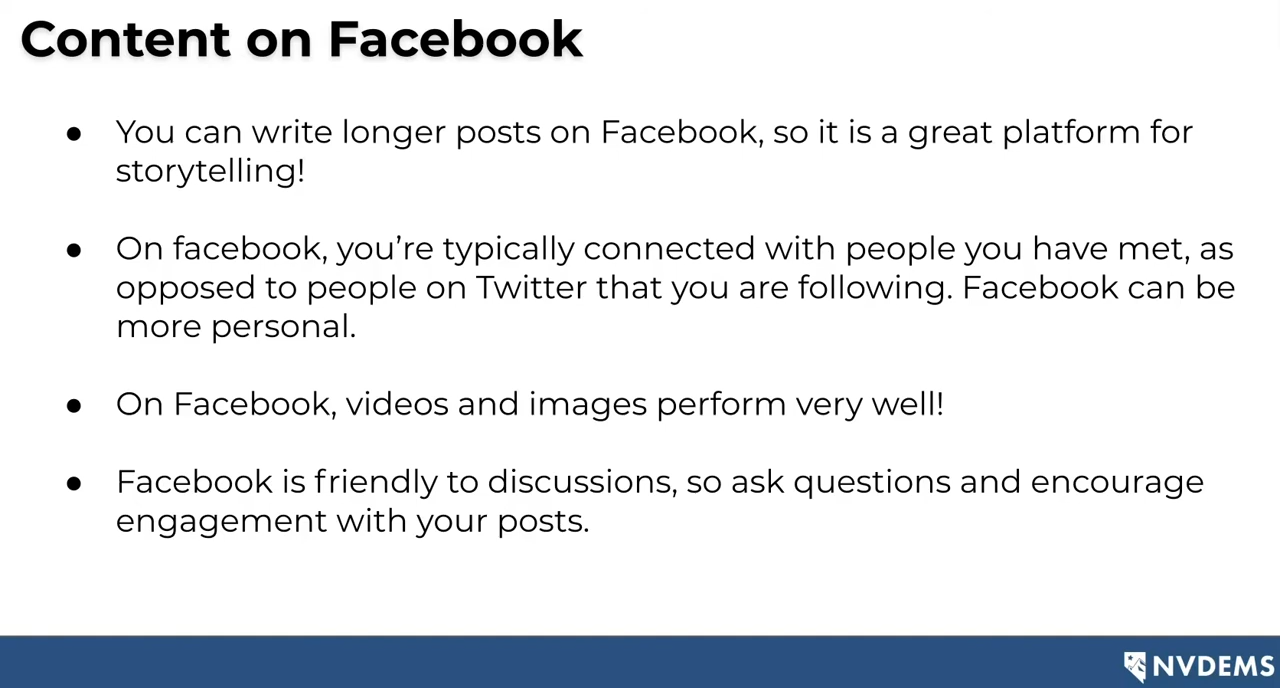 Content on Facebook
● You can write longer posts on Facebook, so it is a great platform for
storytelling!
● On facebook, you’re typically connected with people you have met, as
opposed to people on Twitter that you are following. Facebook can be
more personal.
● On Facebook, videos and images perform very well!
● Facebook is friendly to discussions, so ask questions and encourage
engagement with your posts.
NVDEMS